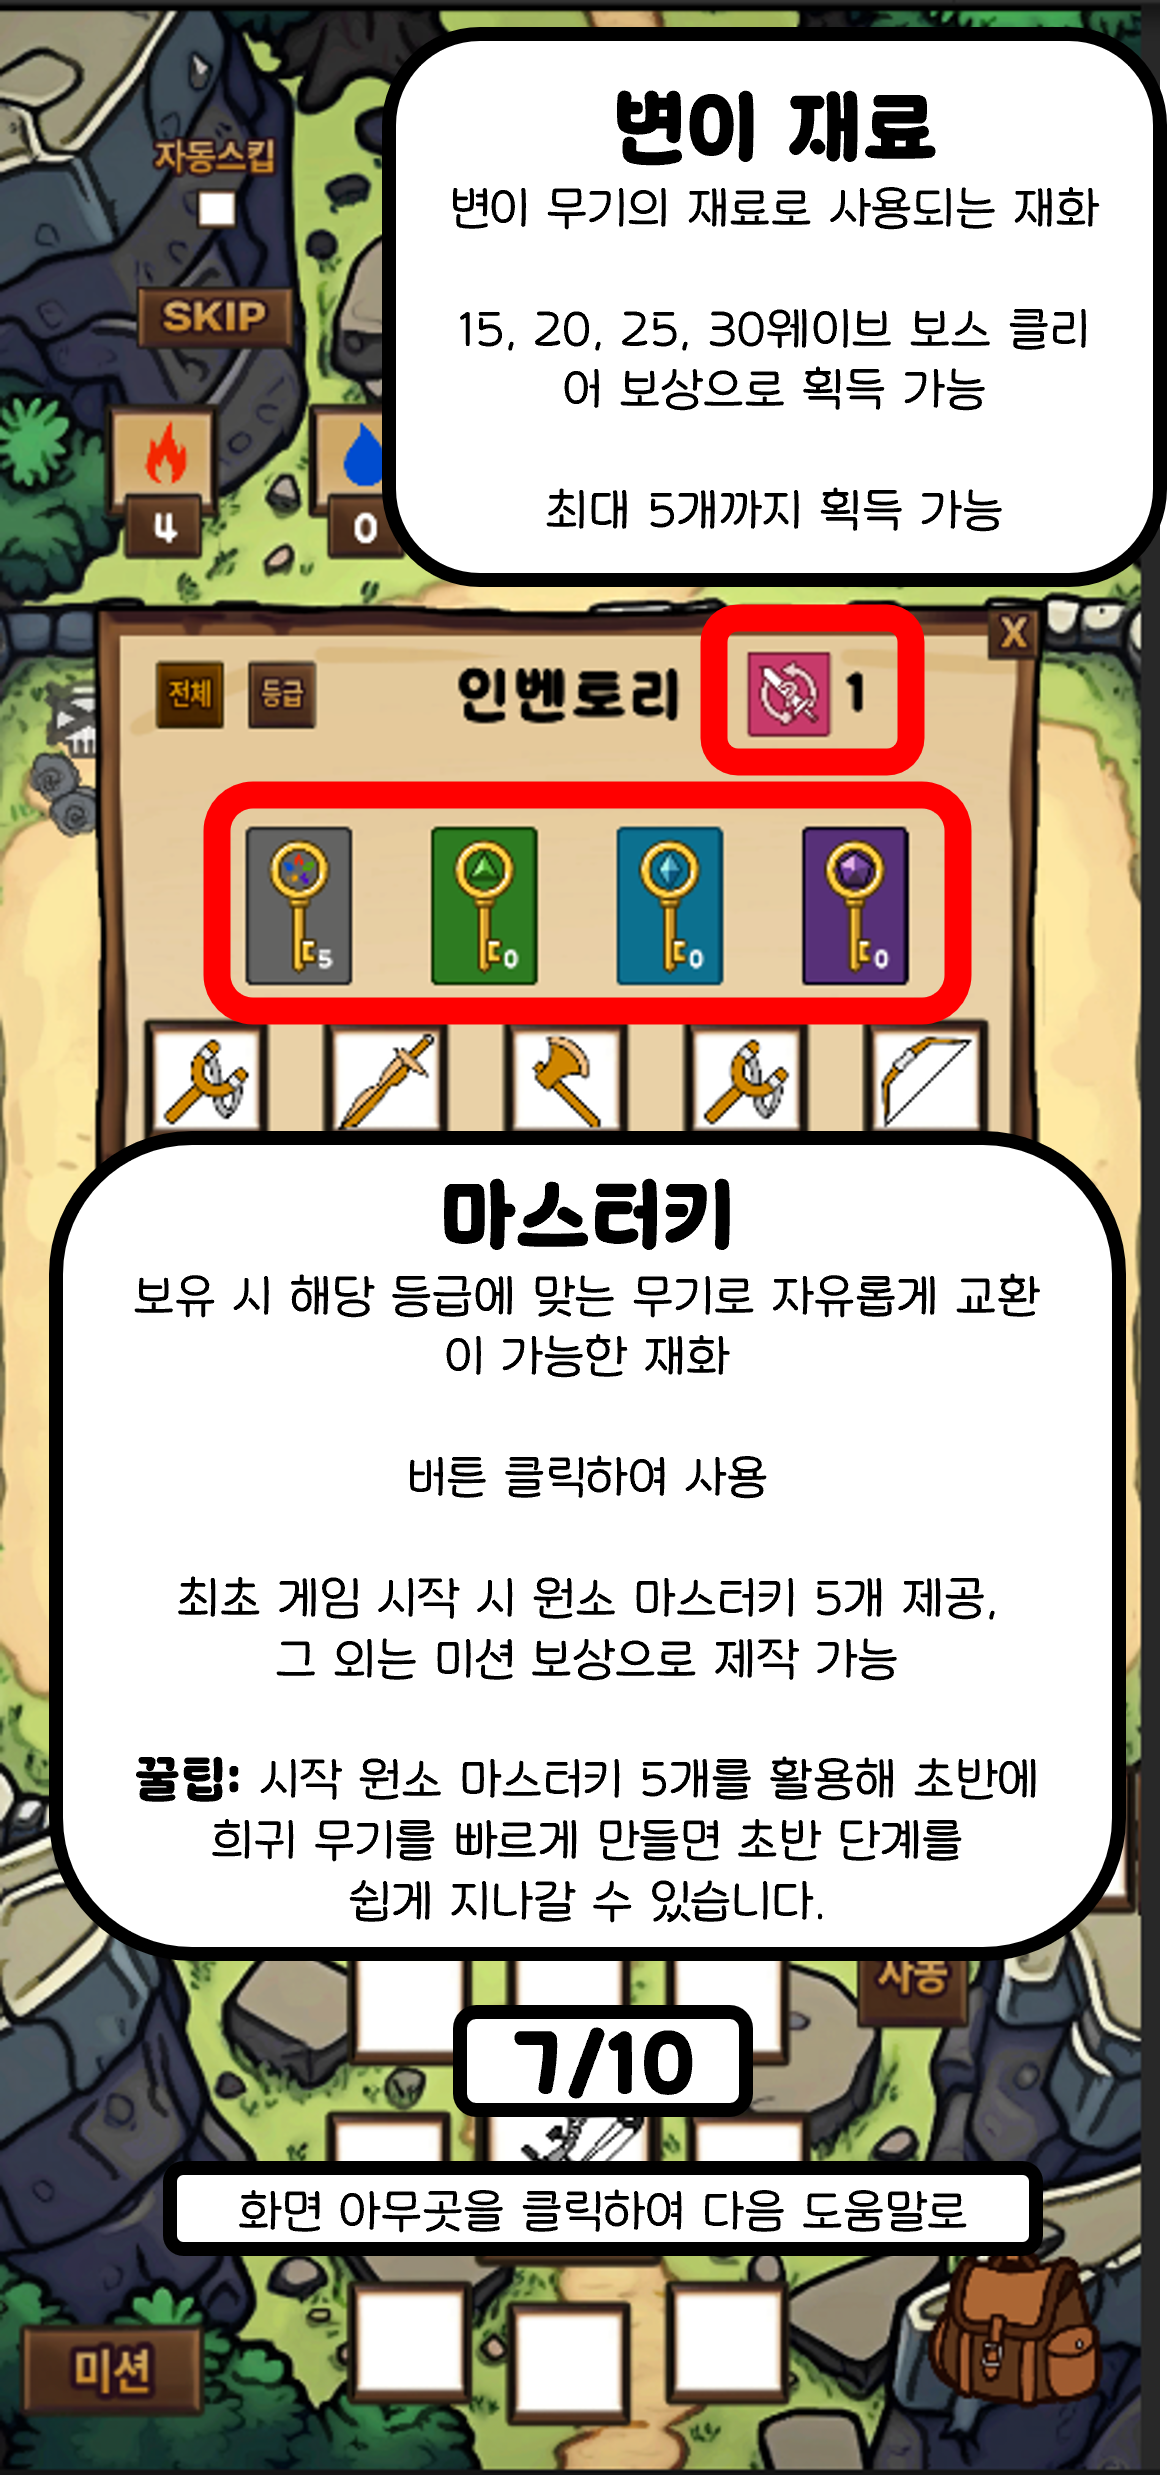 변이 재료
변이 무기의 재료로 사용되는 재화
15, 20, 25, 30웨이브 보스 클리
어 보상으로 획득 가능
최대 5개까지 획득 가능
자동스킵
SKIP
4
0
X
전체
등급
인벤토리
1
5
0
0
0
마스터키
보유 시 해당 등급에 맞는 무기로 자유롭게 교환
이 가능한 재화
버튼 클릭하여 사용
최초 게임 시작 시 원소 마스터키 5개 제공,
그 외는 미션 보상으로 제작 가능
꿀팁: 시작 원소 마스터키 5개를 활용해 초반에
희귀 무기를 빠르게 만들면 초반 단계를
쉽게 지나갈 수 있습니다.
7/10
화면 아무곳을 클릭하여 다음 도움말로
미션